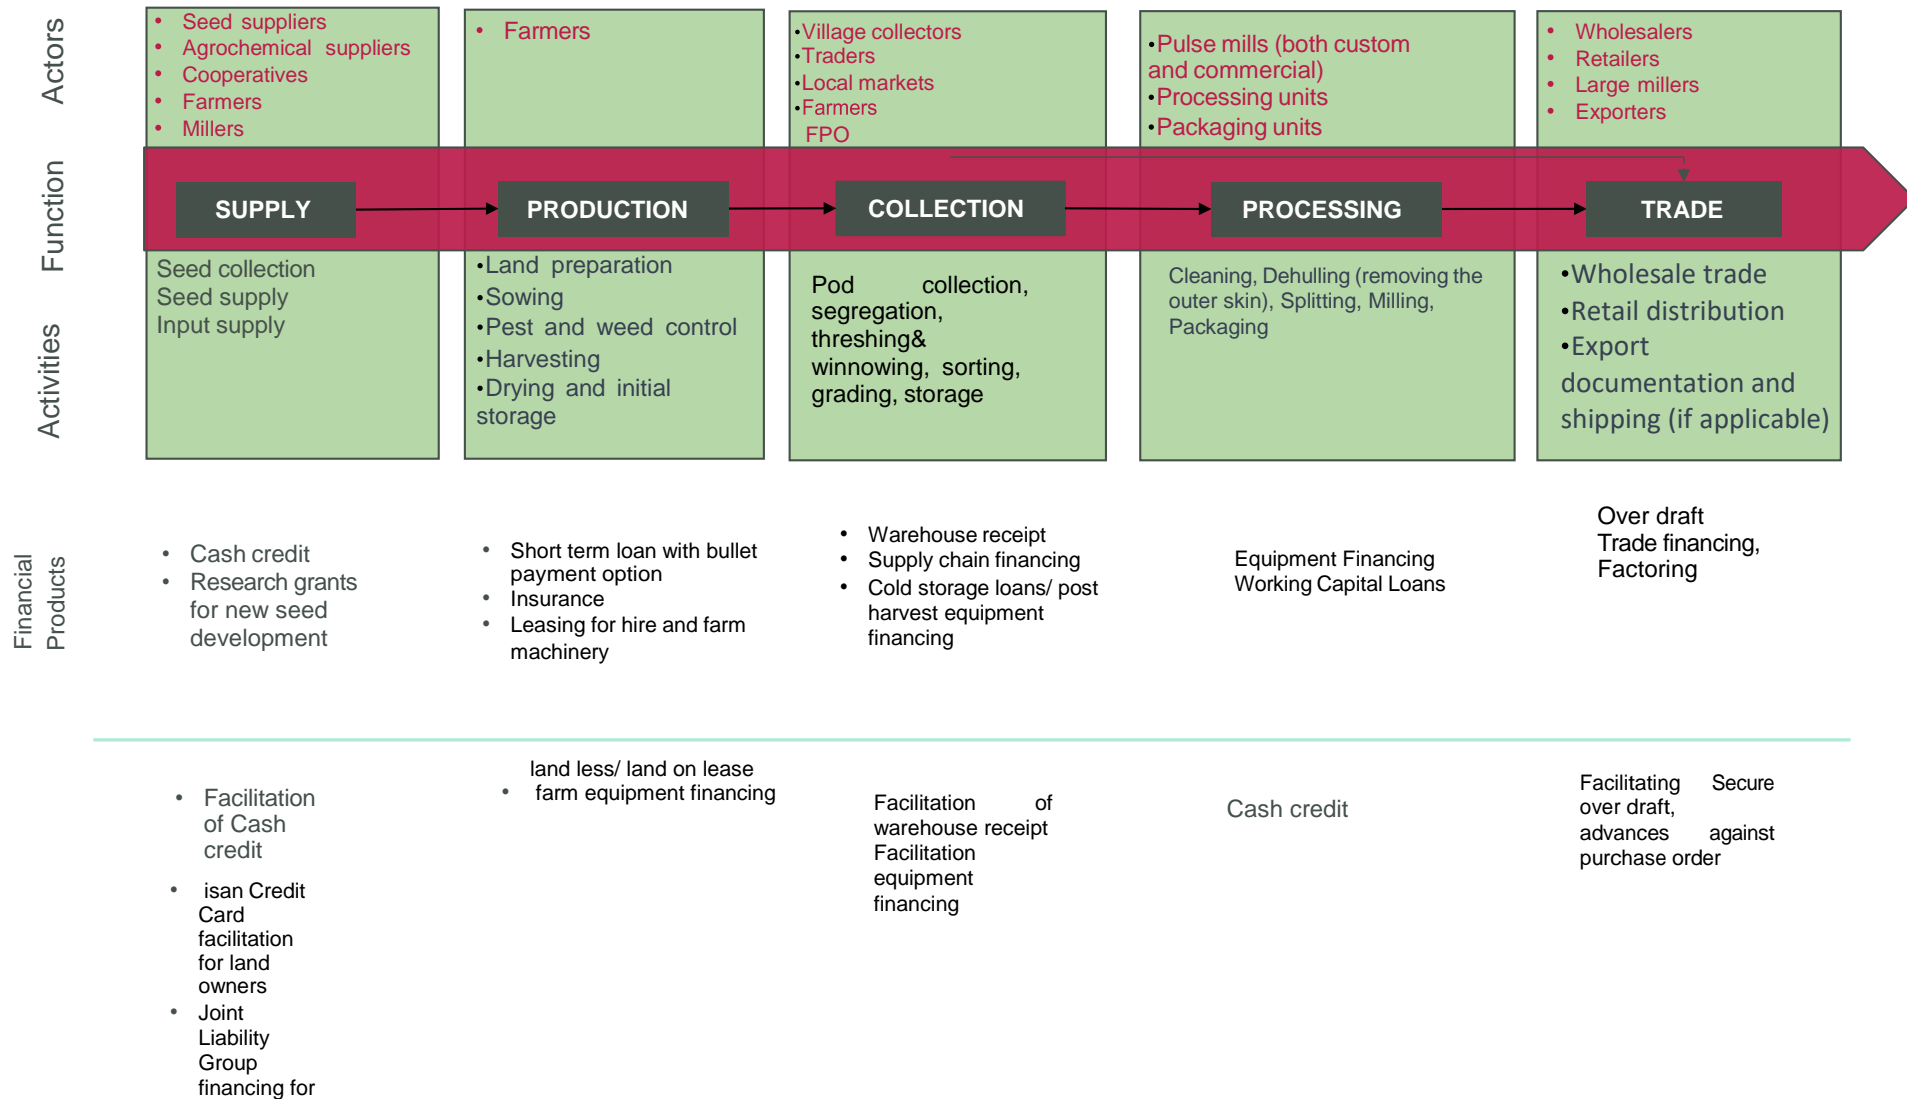 Actors
• Seed suppliers
• Agrochemical suppliers
• Cooperatives
• Farmers
• Millers
• Farmers
•Village collectors
•Traders
•Local markets
•Farmers
FPO
•Pulse mills (both custom
and commercial)
•Processing units
•Packaging units
• Wholesalers
• Retailers
• Large millers
• Exporters
Function
SUPPLY
PRODUCTION
COLLECTION
PROCESSING
TRADE
Activities
Seed collection
Seed supply
Input supply
•Land preparation
•Sowing
•Pest and weed control
•Harvesting
•Drying and initial
storage
Pod collection,
segregation,
threshing&
winnowing, sorting,
grading, storage
Cleaning, Dehulling (removing the
outer skin), Splitting, Milling,
Packaging
•Wholesale trade
•Retail distribution
•Export
documentation and
shipping (if applicable)
Financial
Products
• Cash credit
• Research grants
for new seed
development
• Short term loan with bullet
payment option
• Insurance
• Leasing for hire and farm
machinery
• Warehouse receipt
• Supply chain financing
• Cold storage loans/ post
harvest equipment
financing
Equipment Financing
Working Capital Loans
Over draft
Trade financing,
Factoring
• Facilitation
of Cash
credit
• isan Credit
Card
facilitation
for land
owners
• Joint
Liability
Group
financing for
land less/ land on lease
• farm equipment financing
Facilitation of
warehouse receipt
Facilitation
equipment
financing
Cash credit
Facilitating Secure
over draft,
advances against
purchase order